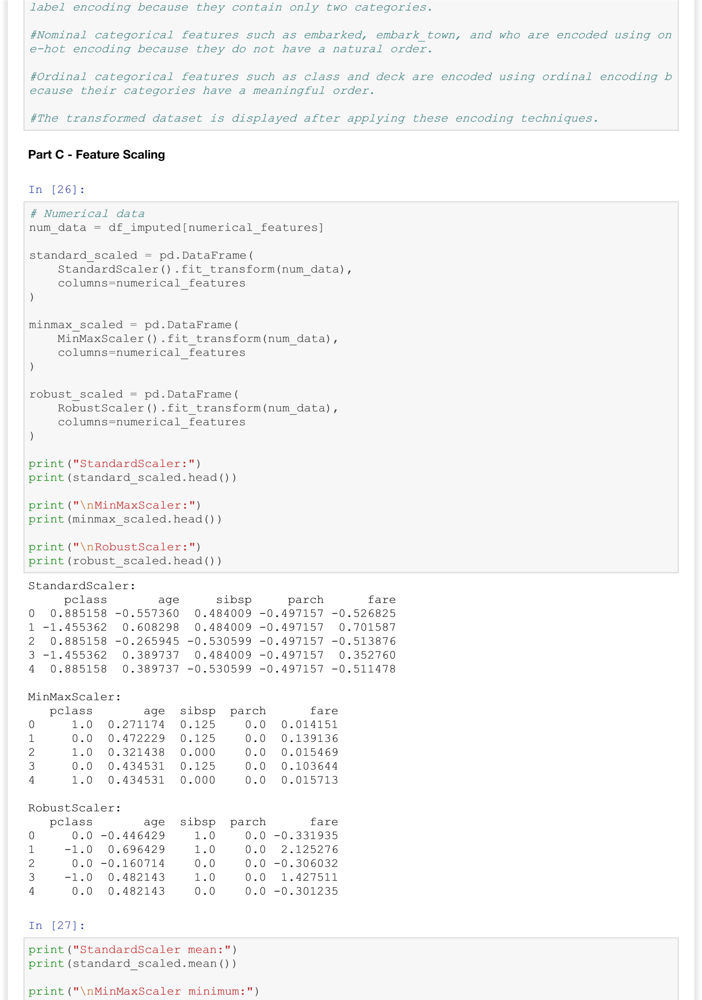 label encoding because they contain only two categories.
#Nominal categorical features such as embarked, embark_town, and who are encoded using on
e-hot encoding because they do not have a natural order.
#Ordinal categorical features such as class and deck are encoded using ordinal encoding b
ecause their categories have a meaningful order.
#The transformed dataset is displayed after applying these encoding techniques.
Part C - Feature Scaling
In [26]:
# Numerical data
num_data = df_imputed[numerical_features]
standard_scaled = pd.DataFrame(
    StandardScaler().fit_transform(num_data),
    columns=numerical_features
)
minmax_scaled = pd.DataFrame(
    MinMaxScaler().fit_transform(num_data),
    columns=numerical_features
)
robust_scaled = pd.DataFrame(
    RobustScaler().fit_transform(num_data),
    columns=numerical_features
)
print("StandardScaler:")
print(standard_scaled.head())
print("\nMinMaxScaler:")
print(minmax_scaled.head())
print("\nRobustScaler:")
print(robust_scaled.head())
StandardScaler:
     pclass       age     sibsp     parch      fare
0  0.885158 -0.557360  0.484009 -0.497157 -0.526825
1 -1.455362  0.608298  0.484009 -0.497157  0.701587
2  0.885158 -0.265945 -0.530599 -0.497157 -0.513876
3 -1.455362  0.389737  0.484009 -0.497157  0.352760
4  0.885158  0.389737 -0.530599 -0.497157 -0.511478
MinMaxScaler:
   pclass       age  sibsp  parch      fare
0     1.0  0.271174  0.125    0.0  0.014151
1     0.0  0.472229  0.125    0.0  0.139136
2     1.0  0.321438  0.000    0.0  0.015469
3     0.0  0.434531  0.125    0.0  0.103644
4     1.0  0.434531  0.000    0.0  0.015713
RobustScaler:
   pclass       age  sibsp  parch      fare
0     0.0 -0.446429    1.0    0.0 -0.331935
1    -1.0  0.696429    1.0    0.0  2.125276
2     0.0 -0.160714    0.0    0.0 -0.306032
3    -1.0  0.482143    1.0    0.0  1.427511
4     0.0  0.482143    0.0    0.0 -0.301235
In [27]:
print("StandardScaler mean:")
print(standard_scaled.mean())
print("\nMinMaxScaler minimum:")